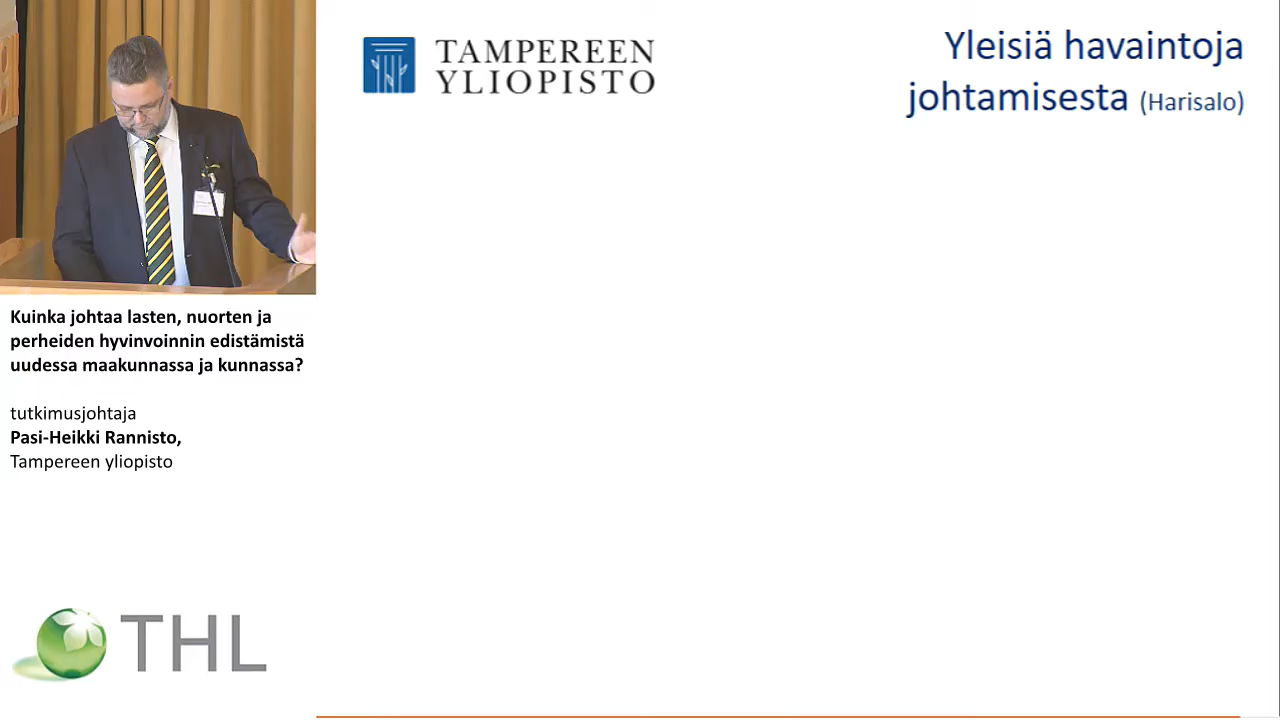 TAMPEREEN
YLIOPISTO
Yleisiä havaintoja
johtamisesta (Harisalo)
Kuinka johtaa lasten, nuorten ja
perheiden hyvinvoinnin edistämistä
uudessa maakunnassa ja kunnassa?
tutkimusjohtaja
Pasi-Heikki Rannisto,
Tampereen yliopisto
THL